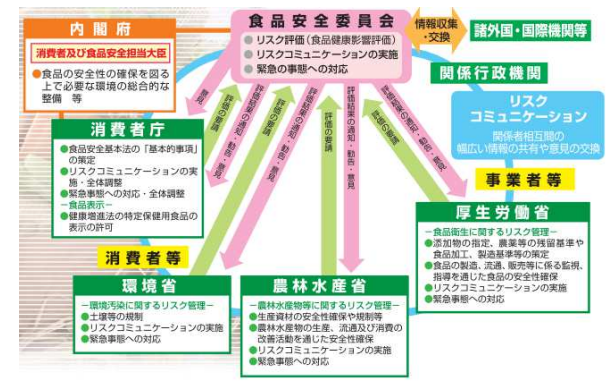 内閣府
消費者及び食品安全担当大臣
●食品の安全性の確保を図る
上で必要な環境の総合的な
整備 等
食品安全委員会
●リスク評価(食品健康影響評価)
●リスクコミュニケーションの実施
●緊急の事態への対応
情報収集
・交換
諸外国・国際機関等
関係行政機関
リスク
コミュニケーション
関係者相互間の
幅広い情報の共有や意見の交換
意見
評価の要請
評価結果の通知・勧告・意見
評価の要請
評価結果の通知・勧告・意見
評価の要請
評価結果の通知・勧告・意見
評価の要請
評価結果の通知・勧告・意見
消費者庁
●食品安全基本法の「基本的事項」
の策定
●リスクコミュニケーションの実
施・全体調整
●緊急事態への対応・全体調整
ー食品表示ー
●健康増進法の特定保健用食品の
表示の許可
事業者等
消費者等
厚生労働省
ー食品衛生に関するリスク管理ー
●添加物の指定、農薬等の残留基準や
食品加工、製造基準等の策定
●食品の製造、流通、販売等に係る監視、
指導を通じた食品の安全性確保
●リスクコミュニケーションの実施
●緊急事態への対応
環境省
ー環境汚染に関するリスク管理ー
●土壌等の規制
●リスクコミュニケーションの実施
●緊急事態への対応
農林水産省
ー農林水産物等に関するリスク管理ー
●生産資材の安全性確保や規制等
●農林水産物の生産、流通及び消費の
改善活動を通じた安全性確保
●リスクコミュニケーションの実施
●緊急事態への対応